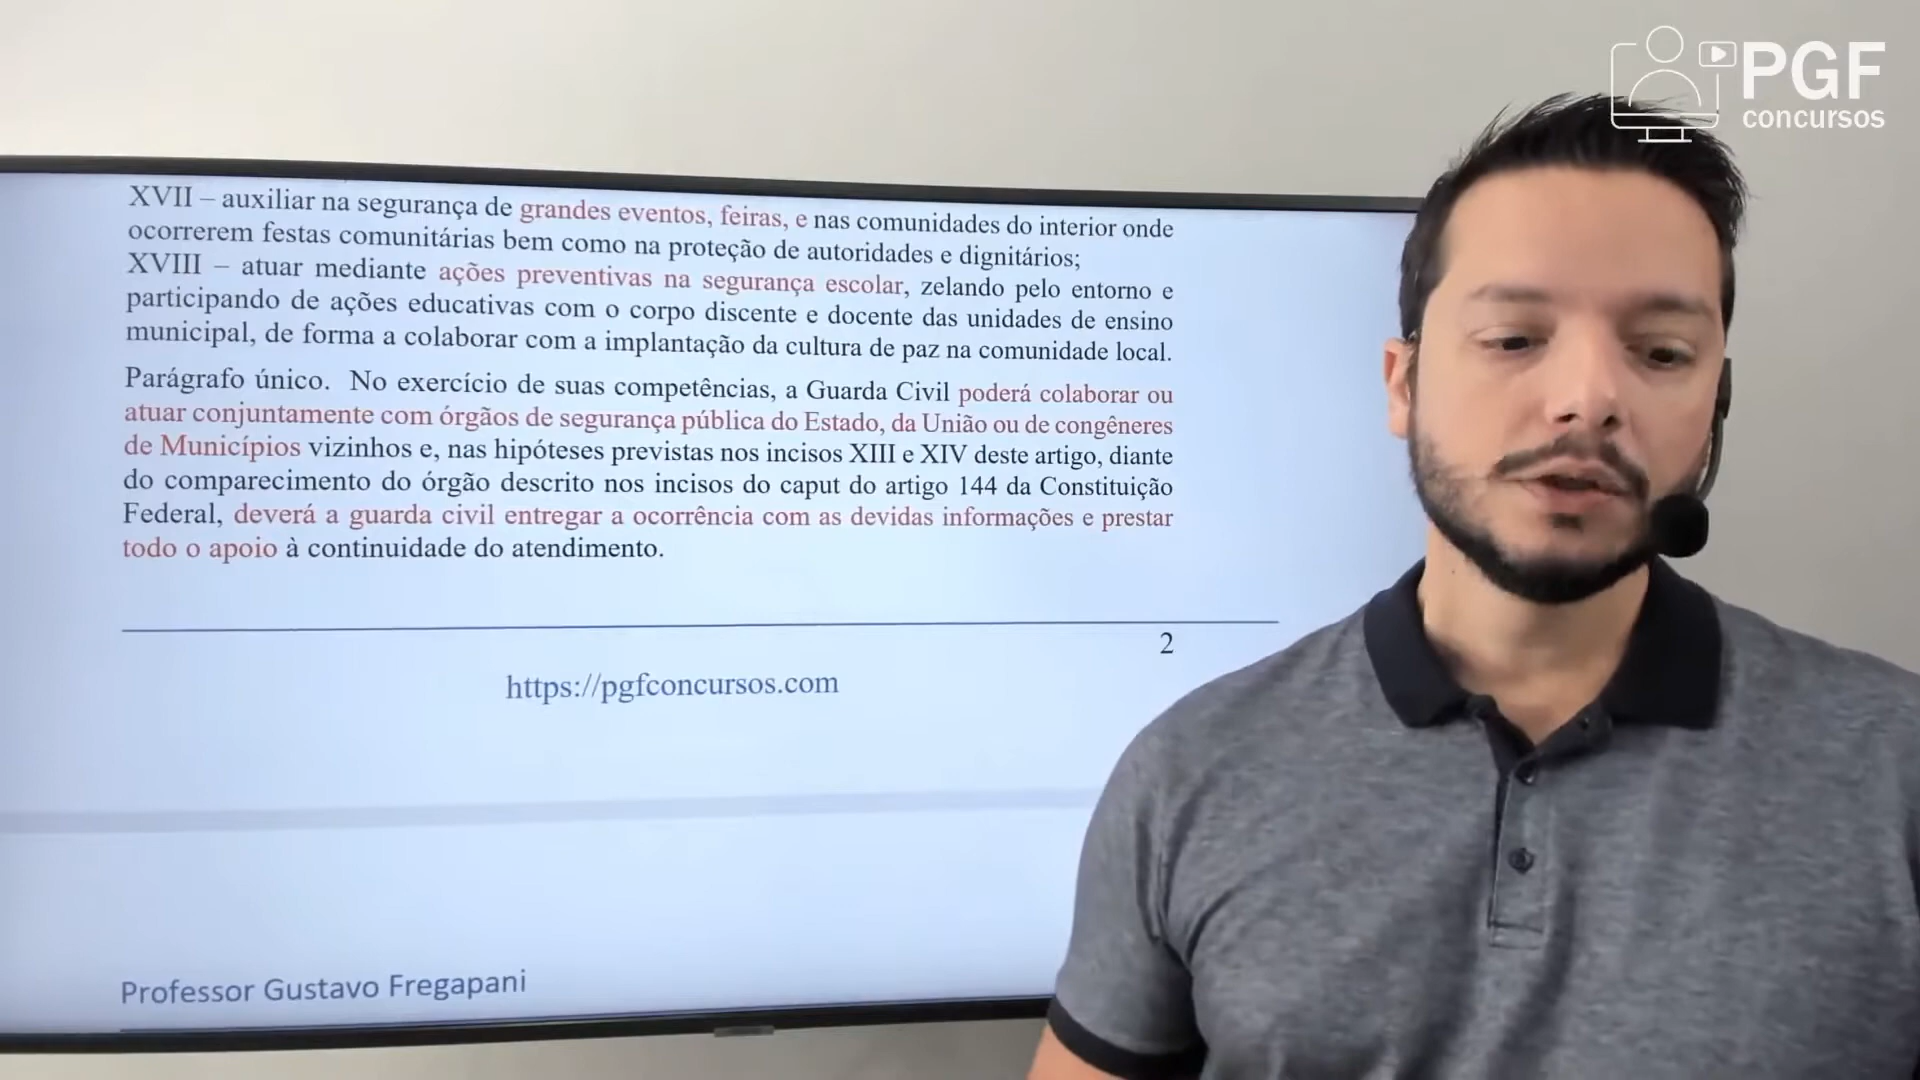 PGF
concursos
XVII – auxiliar na segurança de grandes eventos, feiras, e nas comunidades do interior onde
ocorrerem festas comunitárias bem como na proteção de autoridades e dignitários;
XVIII – atuar mediante ações preventivas na segurança escolar, zelando pelo entorno e
participando de ações educativas com o corpo discente e docente das unidades de ensino
municipal, de forma a colaborar com a implantação da cultura de paz na comunidade local.
Parágrafo único. No exercício de suas competências, a Guarda Civil poderá colaborar ou
atuar conjuntamente com órgãos de segurança pública do Estado, da União ou de congêneres
de Municípios vizinhos e, nas hipóteses previstas nos incisos XIII e XIV deste artigo, diante
do comparecimento do órgão descrito nos incisos do caput do artigo 144 da Constituição
Federal, deverá a guarda civil entregar a ocorrência com as devidas informações e prestar
todo o apoio à continuidade do atendimento.
2
https://pgfconcursos.com
Professor Gustavo Fregapani